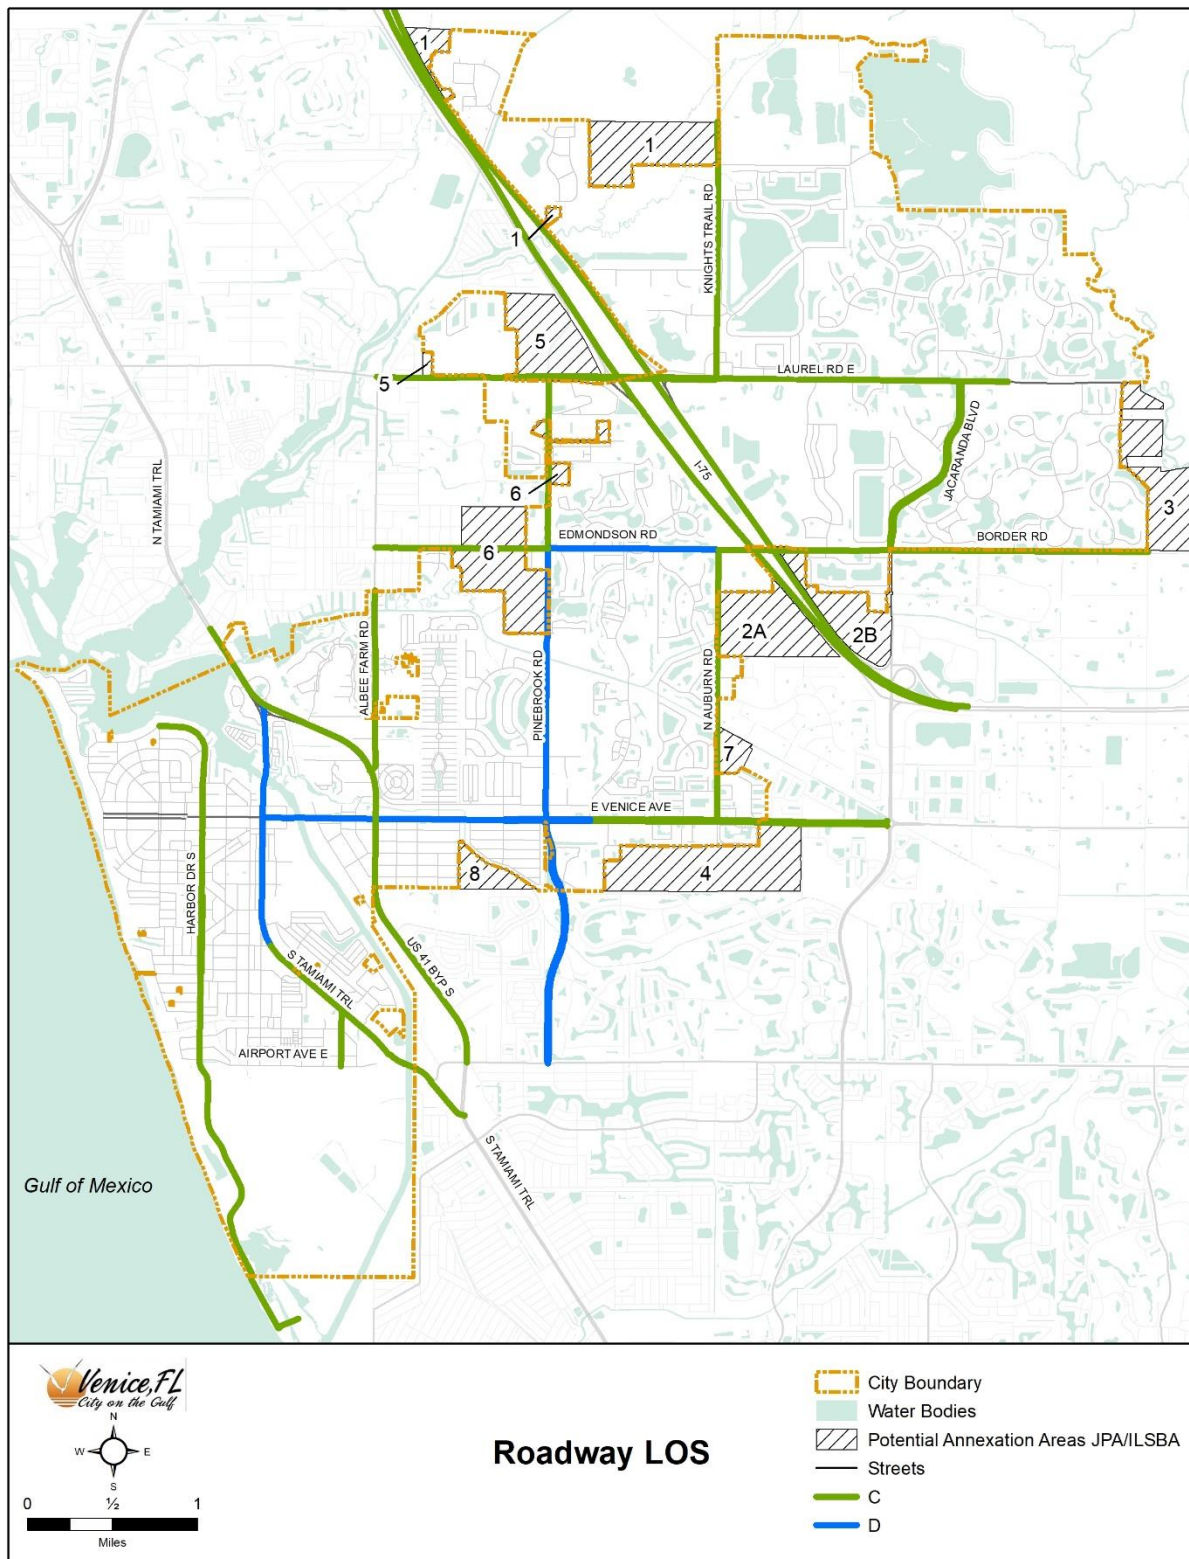 1
1
KNIGHTS TRAIL RD
1
5
LAUREL RD E
5
JACARANDA BLVD
N TAMIAMI TRL
I-75
6
3
EDMONDSON RD
BORDER RD
6
2A
2B
ALBEE FARM RD
PINEBROOK RD
N AUBURN RD
7
E VENICE AVE
HARBOR DR S
8
4
US 41 BYP S
S TAMIAMI TRL
AIRPORT AVE E
S TAMIAMI TRL
Gulf of Mexico
Venice, FL
City on the Gulf
N
W
E
S
0 ½ 1
Miles
Roadway LOS
City Boundary
Water Bodies
Potential Annexation Areas JPA/ILSBA
Streets
C
D